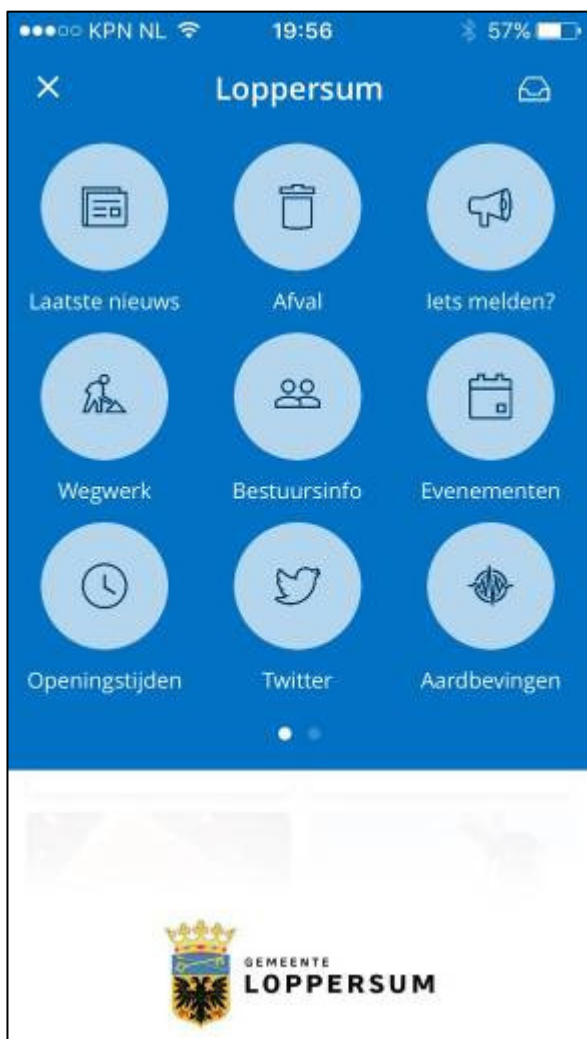 KPN NL 19:56 57%
Loppersum
Laatste nieuws Afval Iets melden?
Wegwerk Bestuursinfo Evenementen
Openingstijden Twitter Aardbevingen
GEMEENTE
LOPPERSUM